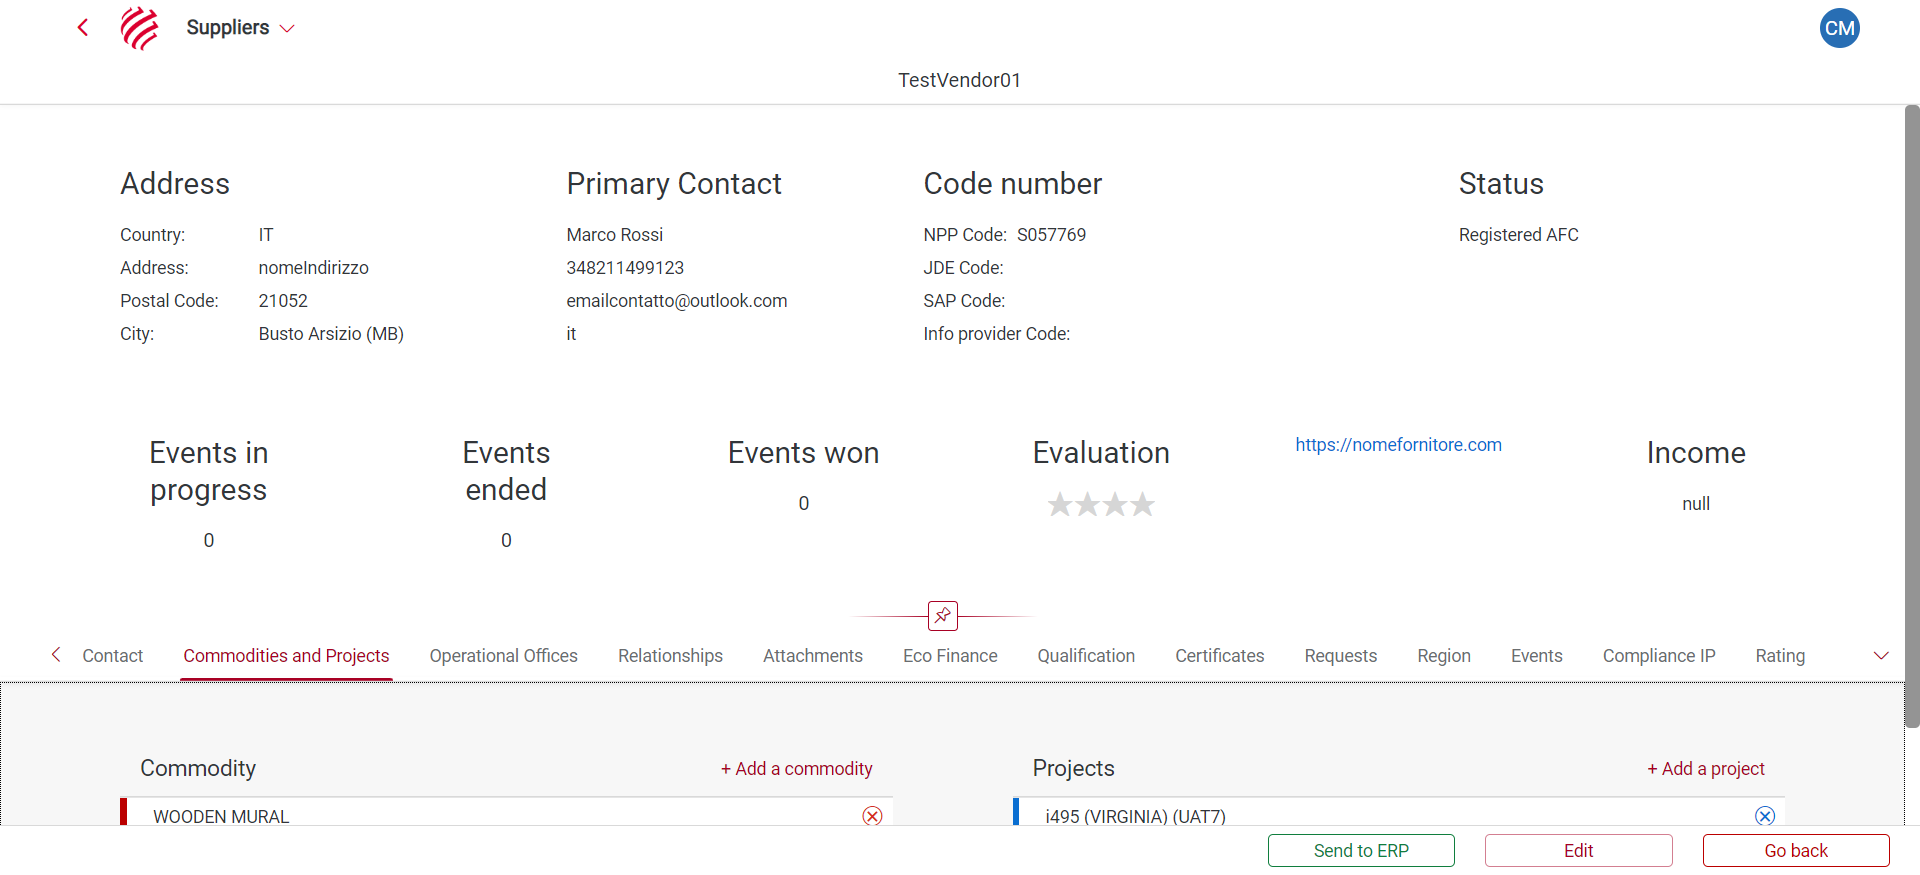 Suppliers
CM
TestVendor01
Address
Country: IT
Address: nomeIndirizzo
Postal Code: 21052
City: Busto Arsizio (MB)
Primary Contact
Marco Rossi
348211499123
emailcontatto@outlook.com
it
Code number
NPP Code: S057769
JDE Code:
SAP Code:
Info provider Code:
Status
Registered AFC
Events in
progress
0
Events
ended
0
Events won
0
Evaluation
https://nomefornitore.com
Income
null
Contact Commodities and Projects Operational Offices Relationships Attachments Eco Finance Qualification Certificates Requests Region Events Compliance IP Rating
Commodity + Add a commodity
WOODEN MURAL
Projects + Add a project
i495 (VIRGINIA) (UAT7)
Send to ERP Edit Go back